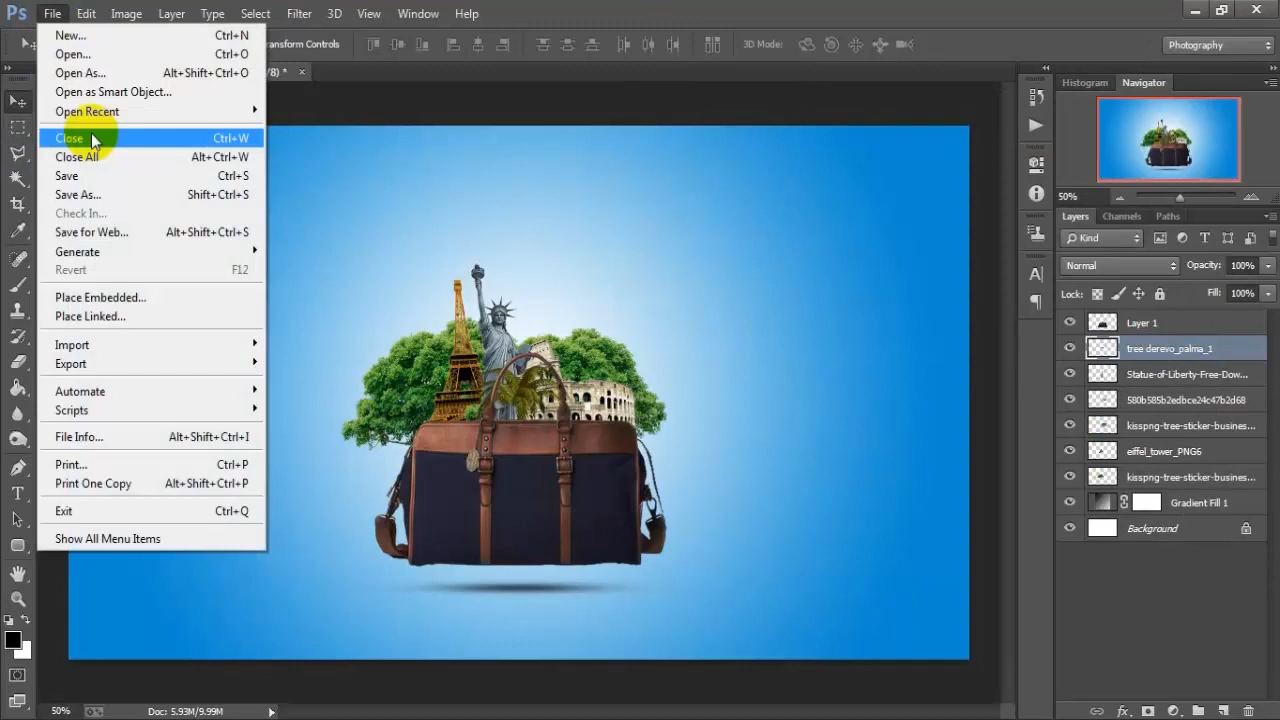 Ps File Edit Image Layer Type Select Filter 3D View Window Help
ransform Controls 3D Mode: Photography
/8) * ×
New... Ctrl+N
Open... Ctrl+O
Open As... Alt+Shift+Ctrl+O
Open as Smart Object...
Open Recent
Close Ctrl+W
Close All Alt+Ctrl+W
Save Ctrl+S
Save As... Shift+Ctrl+S
Check In...
Save for Web... Alt+Shift+Ctrl+S
Generate
Revert F12
Place Embedded...
Place Linked...
Import
Export
Automate
Scripts
File Info... Alt+Shift+Ctrl+I
Print... Ctrl+P
Print One Copy Alt+Shift+Ctrl+P
Exit Ctrl+Q
Show All Menu Items
Histogram Navigator
50%
Layers Channels Paths
Kind
Normal Opacity: 100%
Lock: Fill: 100%
Layer 1
tree derevo_palma_1
Statue-of-Liberty-Free-Dow...
580b585b2edbce24c47b2d68
kisspng-tree-sticker-busines...
eiffel_tower_PNG6
kisspng-tree-sticker-busines...
Gradient Fill 1
Background
50% Doc: 5.93M/9.99M